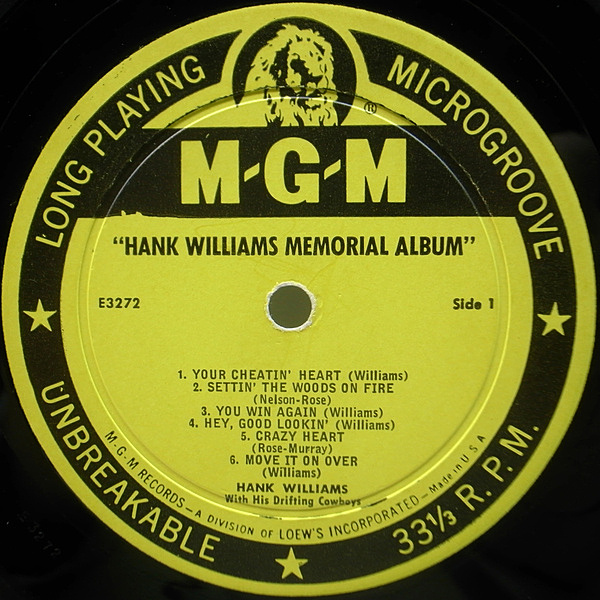 LONG PLAYING
MICROGROOVE
M-G-M
"HANK WILLIAMS MEMORIAL ALBUM"
E3272
Side 1
1. YOUR CHEATIN' HEART (Williams)
2. SETTIN' THE WOODS ON FIRE
(Nelson-Rose)
3. YOU WIN AGAIN (Williams)
4. HEY, GOOD LOOKIN' (Williams)
5. CRAZY HEART
(Rose-Murray)
6. MOVE IT ON OVER
(Williams)
HANK WILLIAMS
With His Drifting Cowboys
M-G-M RECORDS—A DIVISION OF LOEW'S INCORPORATED—Made in U S A
UNBREAKABLE
33⅓ R. P. M.